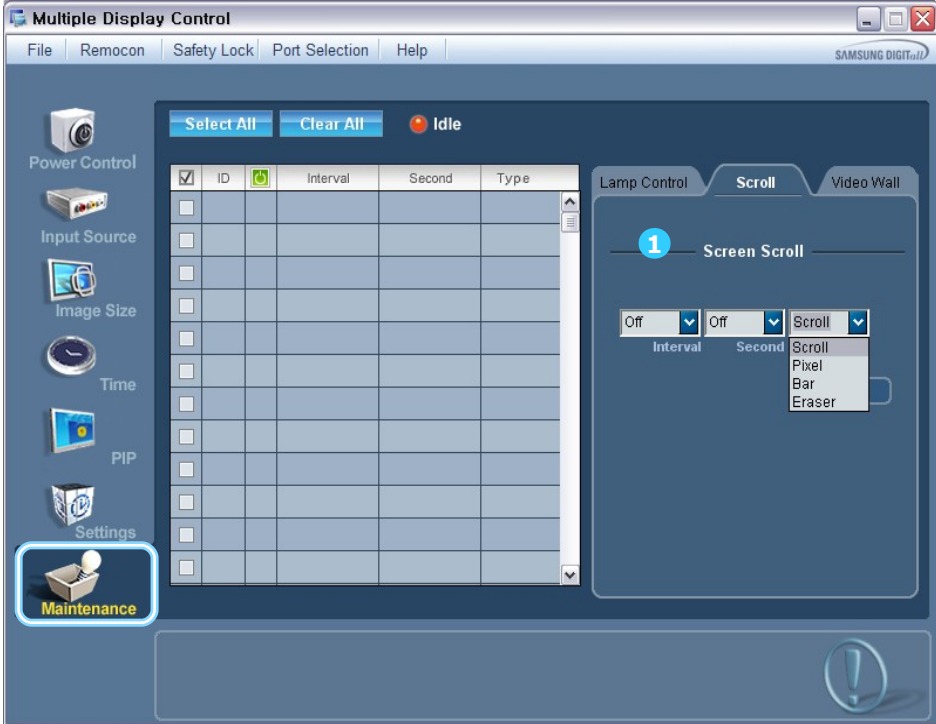 Multiple Display Control
File Remocon Safety Lock Port Selection Help
SAMSUNG DIGITall
Select All Clear All Idle
Power Control
ID Interval Second Type
Lamp Control Scroll Video Wall
Input Source
1 Screen Scroll
Image Size
Off Off Scroll
Interval Second Scroll
Pixel
Bar
Eraser
Time
PIP
Settings
Maintenance